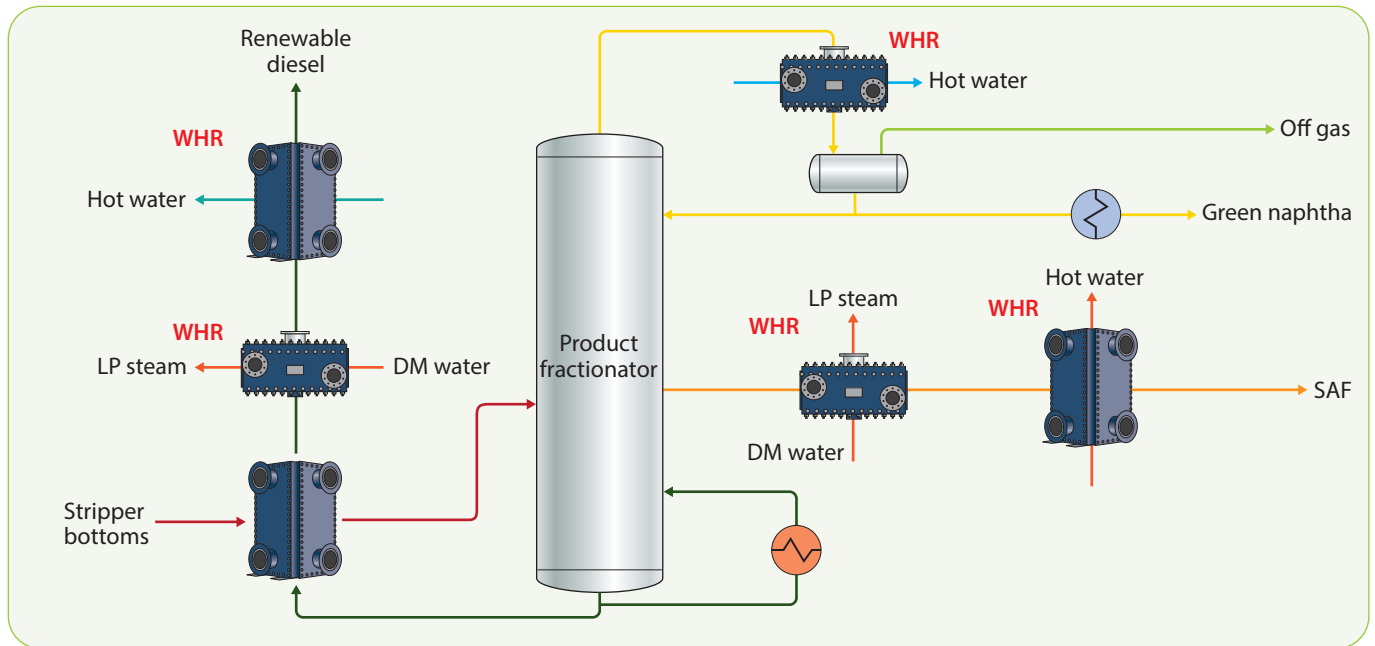 Renewable
diesel
WHR
Hot water
WHR
LP steam
DM water
Stripper
bottoms
Product
fractionator
WHR
Hot water
Off gas
Green naphtha
LP steam
WHR
DM water
Hot water
WHR
SAF